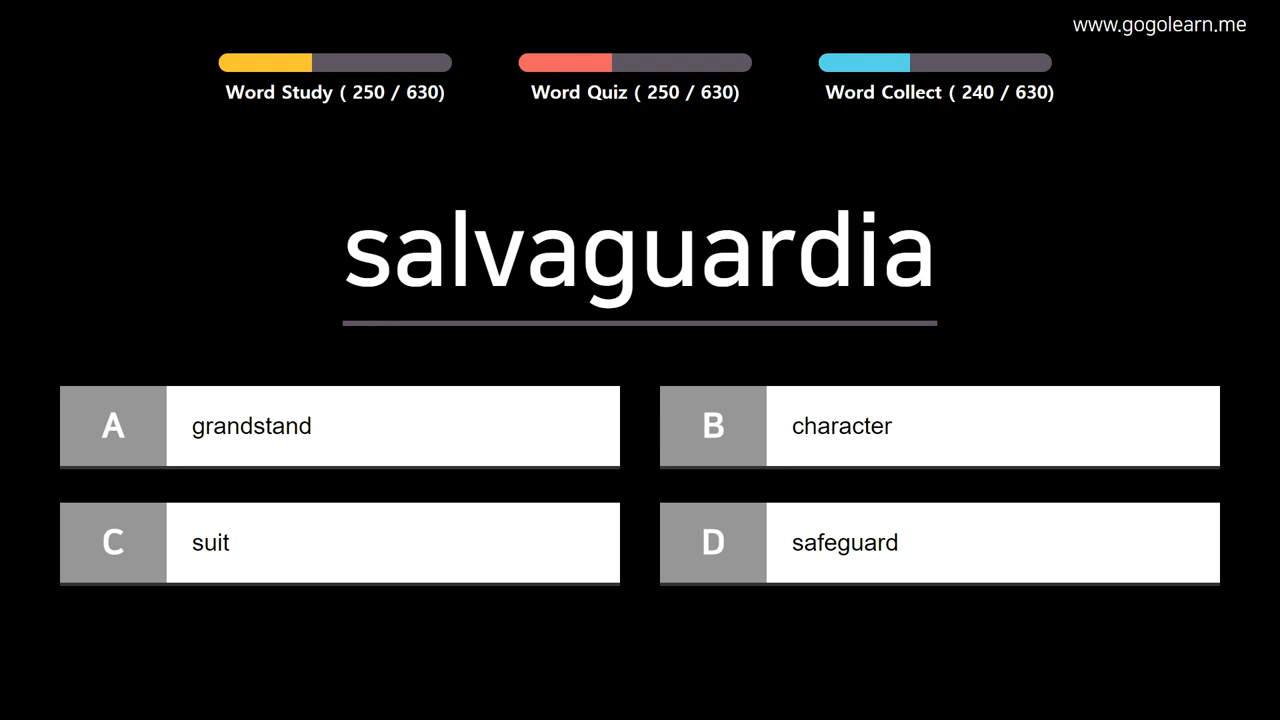 www.gogolearn.me
Word Study ( 250 / 630)
Word Quiz ( 250 / 630)
Word Collect ( 240 / 630)
salvaguardia
A grandstand
B character
C suit
D safeguard